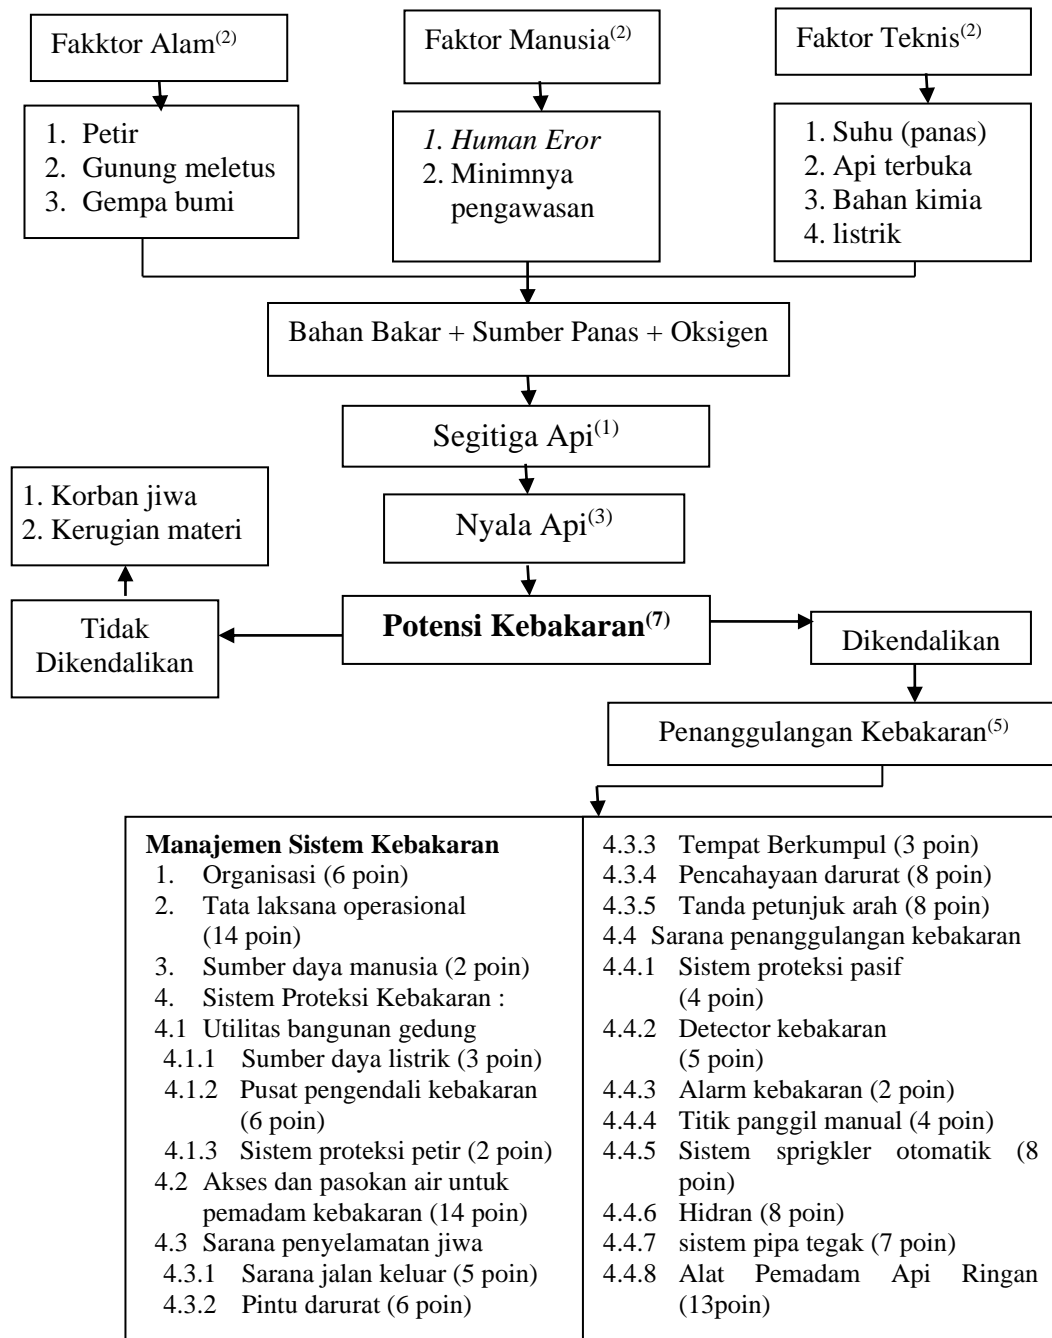 Fakktor Alam(2)
Faktor Manusia(2)
Faktor Teknis(2)
1. Petir
2. Gunung meletus
3. Gempa bumi
1. Human Eror
2. Minimnya
pengawasan
1. Suhu (panas)
2. Api terbuka
3. Bahan kimia
4. listrik
Bahan Bakar + Sumber Panas + Oksigen
Segitiga Api(1)
1. Korban jiwa
2. Kerugian materi
Nyala Api(3)
Tidak
Dikendalikan
Potensi Kebakaran(7)
Dikendalikan
Penanggulangan Kebakaran(5)
Manajemen Sistem Kebakaran
1. Organisasi (6 poin)
2. Tata laksana operasional
(14 poin)
3. Sumber daya manusia (2 poin)
4. Sistem Proteksi Kebakaran :
4.1 Utilitas bangunan gedung
4.1.1 Sumber daya listrik (3 poin)
4.1.2 Pusat pengendali kebakaran
(6 poin)
4.1.3 Sistem proteksi petir (2 poin)
4.2 Akses dan pasokan air untuk
pemadam kebakaran (14 poin)
4.3 Sarana penyelamatan jiwa
4.3.1 Sarana jalan keluar (5 poin)
4.3.2 Pintu darurat (6 poin)
4.3.3 Tempat Berkumpul (3 poin)
4.3.4 Pencahayaan darurat (8 poin)
4.3.5 Tanda petunjuk arah (8 poin)
4.4 Sarana penanggulangan kebakaran
4.4.1 Sistem proteksi pasif
(4 poin)
4.4.2 Detector kebakaran
(5 poin)
4.4.3 Alarm kebakaran (2 poin)
4.4.4 Titik panggil manual (4 poin)
4.4.5 Sistem sprigkler otomatik (8
poin)
4.4.6 Hidran (8 poin)
4.4.7 sistem pipa tegak (7 poin)
4.4.8 Alat Pemadam Api Ringan
(13poin)